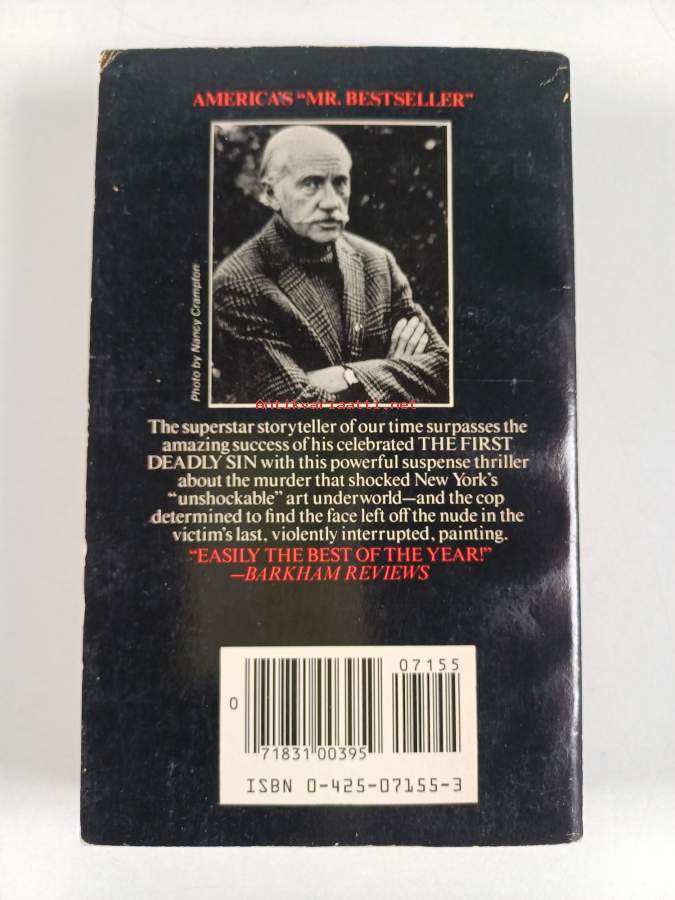 AMERICA'S "MR. BESTSELLER"
Photo by Nancy Crampton
Antikvariaatti.net
The superstar storyteller of our time surpasses the
amazing success of his celebrated THE FIRST
DEADLY SIN with this powerful suspense thriller
about the murder that shocked New York's
"unshockable" art underworld—and the cop
determined to find the face left off the nude in the
victim's last, violently interrupted, painting.
"EASILY THE BEST OF THE YEAR!"
—BARKHAM REVIEWS
07155
0
71831 00395
ISBN 0-425-07155-3